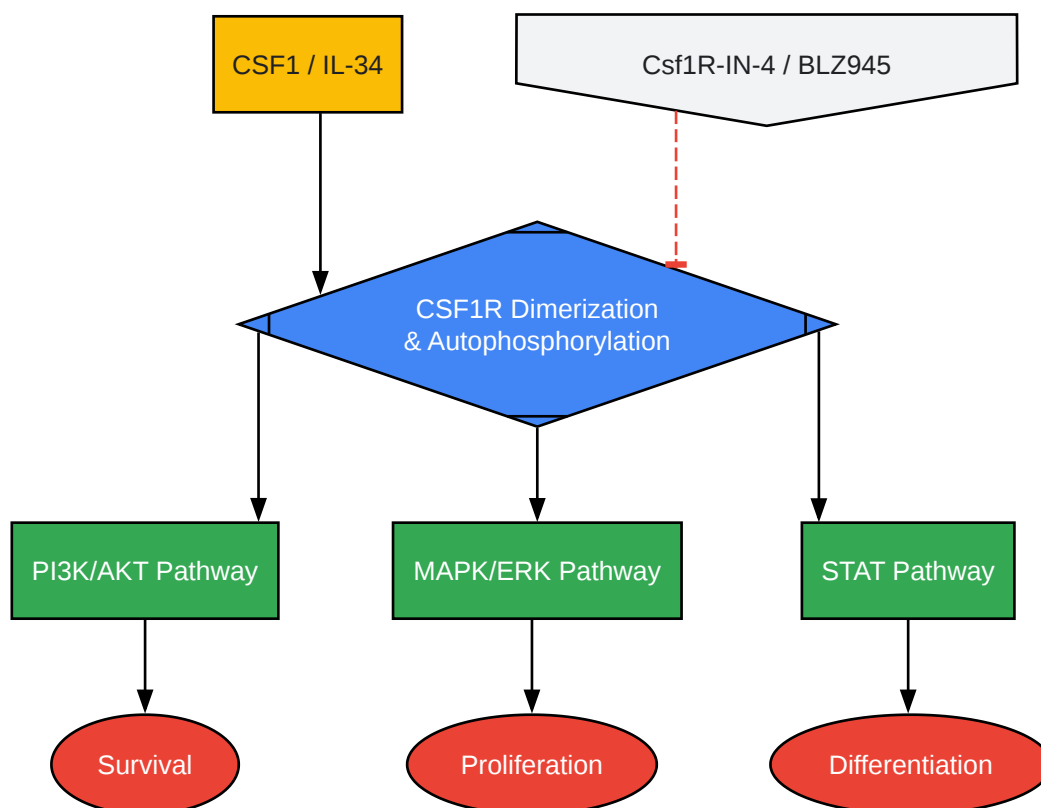 CSF1 / IL-34
Csf1R-IN-4 / BLZ945
CSF1R Dimerization
& Autophosphorylation
PI3K/AKT Pathway
MAPK/ERK Pathway
STAT Pathway
Survival
Proliferation
Differentiation